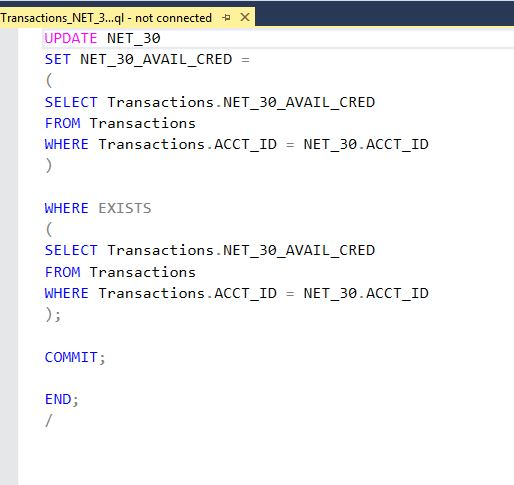 Transactions_NET_3...ql - not connected
UPDATE NET_30
SET NET_30_AVAIL_CRED =
(
SELECT Transactions.NET_30_AVAIL_CRED
FROM Transactions
WHERE Transactions.ACCT_ID = NET_30.ACCT_ID
)
WHERE EXISTS
(
SELECT Transactions.NET_30_AVAIL_CRED
FROM Transactions
WHERE Transactions.ACCT_ID = NET_30.ACCT_ID
);
COMMIT;
END;
/